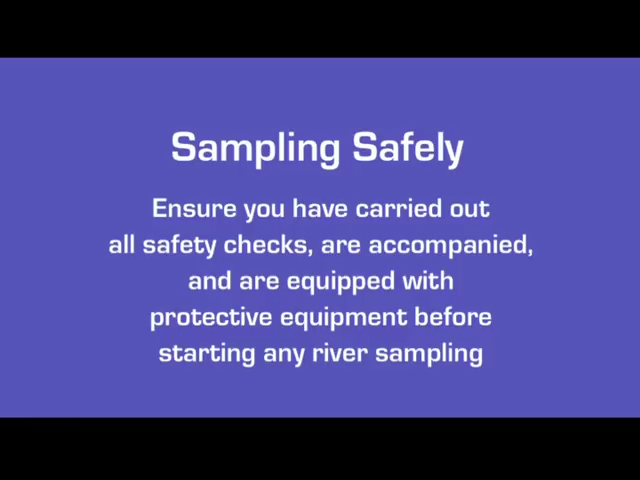 Sampling Safely
Ensure you have carried out
all safety checks, are accompanied,
and are equipped with
protective equipment before
starting any river sampling